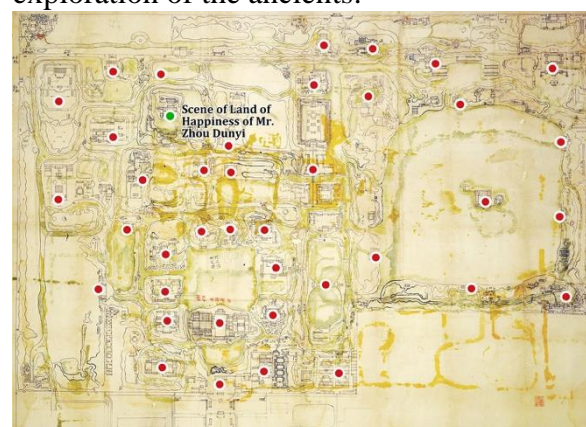 exploration of the ancients.
Scene of Land of
Happiness of Mr.
Zhou Dunyi